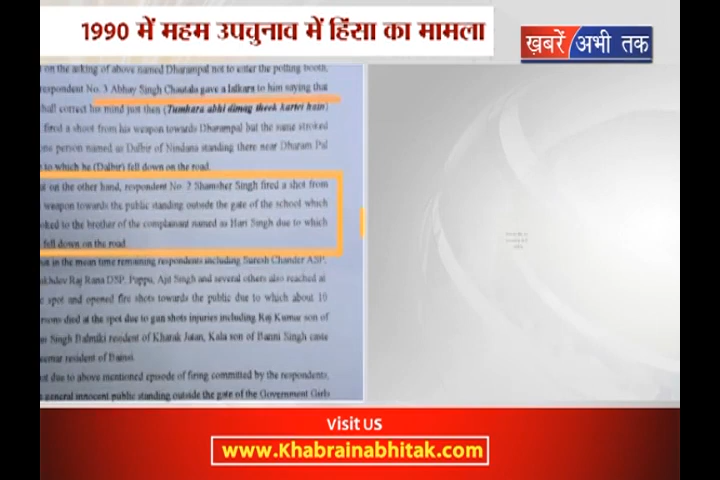 1990 में महम उपचुनाव में हिंसा का मामला
ख़बरें अभी तक
on the asking of above named Dharampal not to enter the polling booth,
respondent No. 3 Abhay Singh Chautala gave a lalkara to him saying that
hall correct his mind just then (Tumhara abhi dimag theek kartei hain)
fired a shoot from his weapon towards Dharampal but the same stroked
one person named as Dalbir of Nindana standing there near Dharam Pal
to which he (Dalbir) fell down on the road.
on the other hand, respondent No. 2 Shamsher Singh fired a shot from
weapon towards the public standing outside the gate of the school which
oked to the brother of the complainant named as Hari Singh due to which
fell down on the road.
in the mean time remaining respondents including Suresh Chander ASP,
khdev Raj Rana DSP, Pappu, Ajit Singh and several others also reached at
spot and opened fire shots towards the public due to which about 10
rsons died at the spot due to gun shots injuries including Raj Kumar son of
Singh Balmiki resident of Kharak Jatan, Kala son of Banni Singh caste
resident of Bainsi.
due to above mentioned episode of firing committed by the respondents,
general innocent public standing outside the gate of the Government Girls
Visit US
www.Khabrainabhitak.com